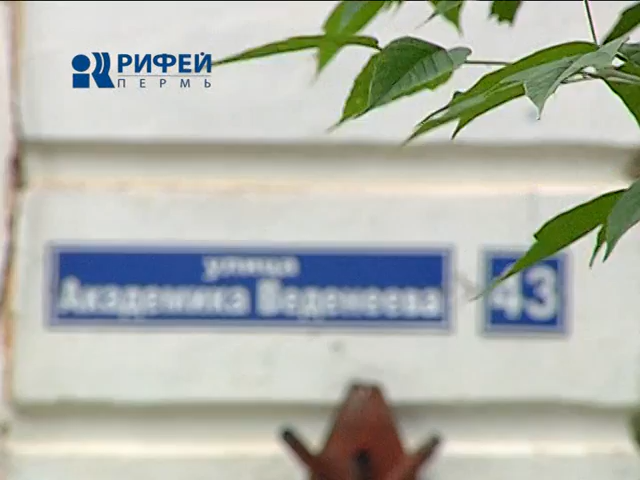 РИФЕЙ
ПЕРМЬ
улица
Академика Веденеева
43